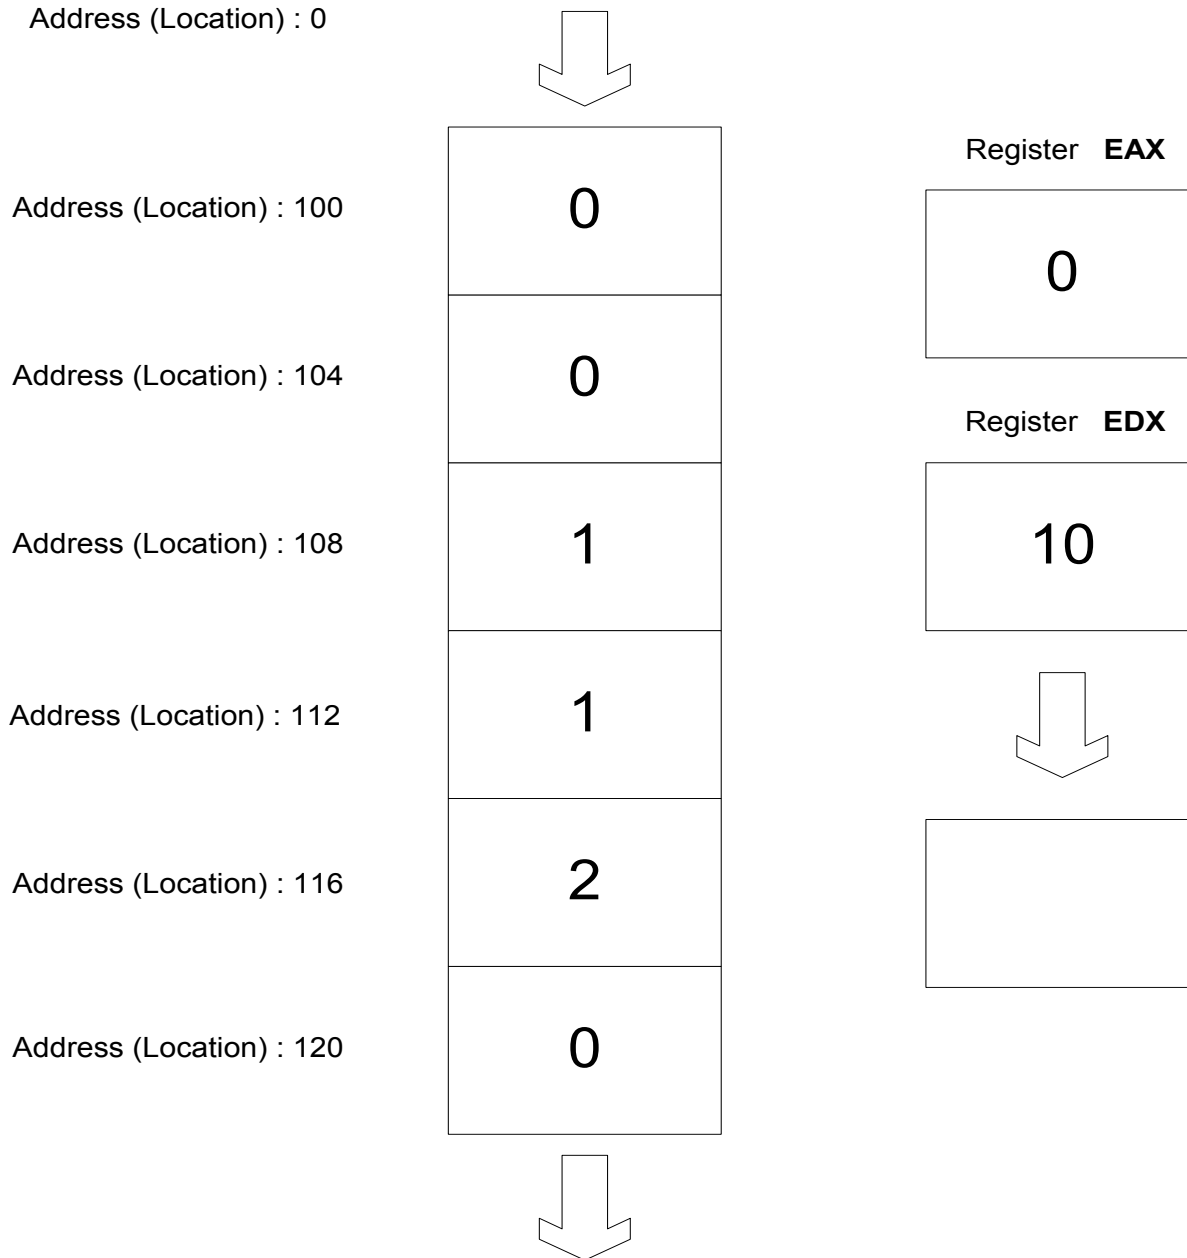 Address (Location) : 0
Register EAX
Address (Location) : 100
0
0
Address (Location) : 104
0
Register EDX
Address (Location) : 108
1
10
Address (Location) : 112
1
Address (Location) : 116
2
Address (Location) : 120
0